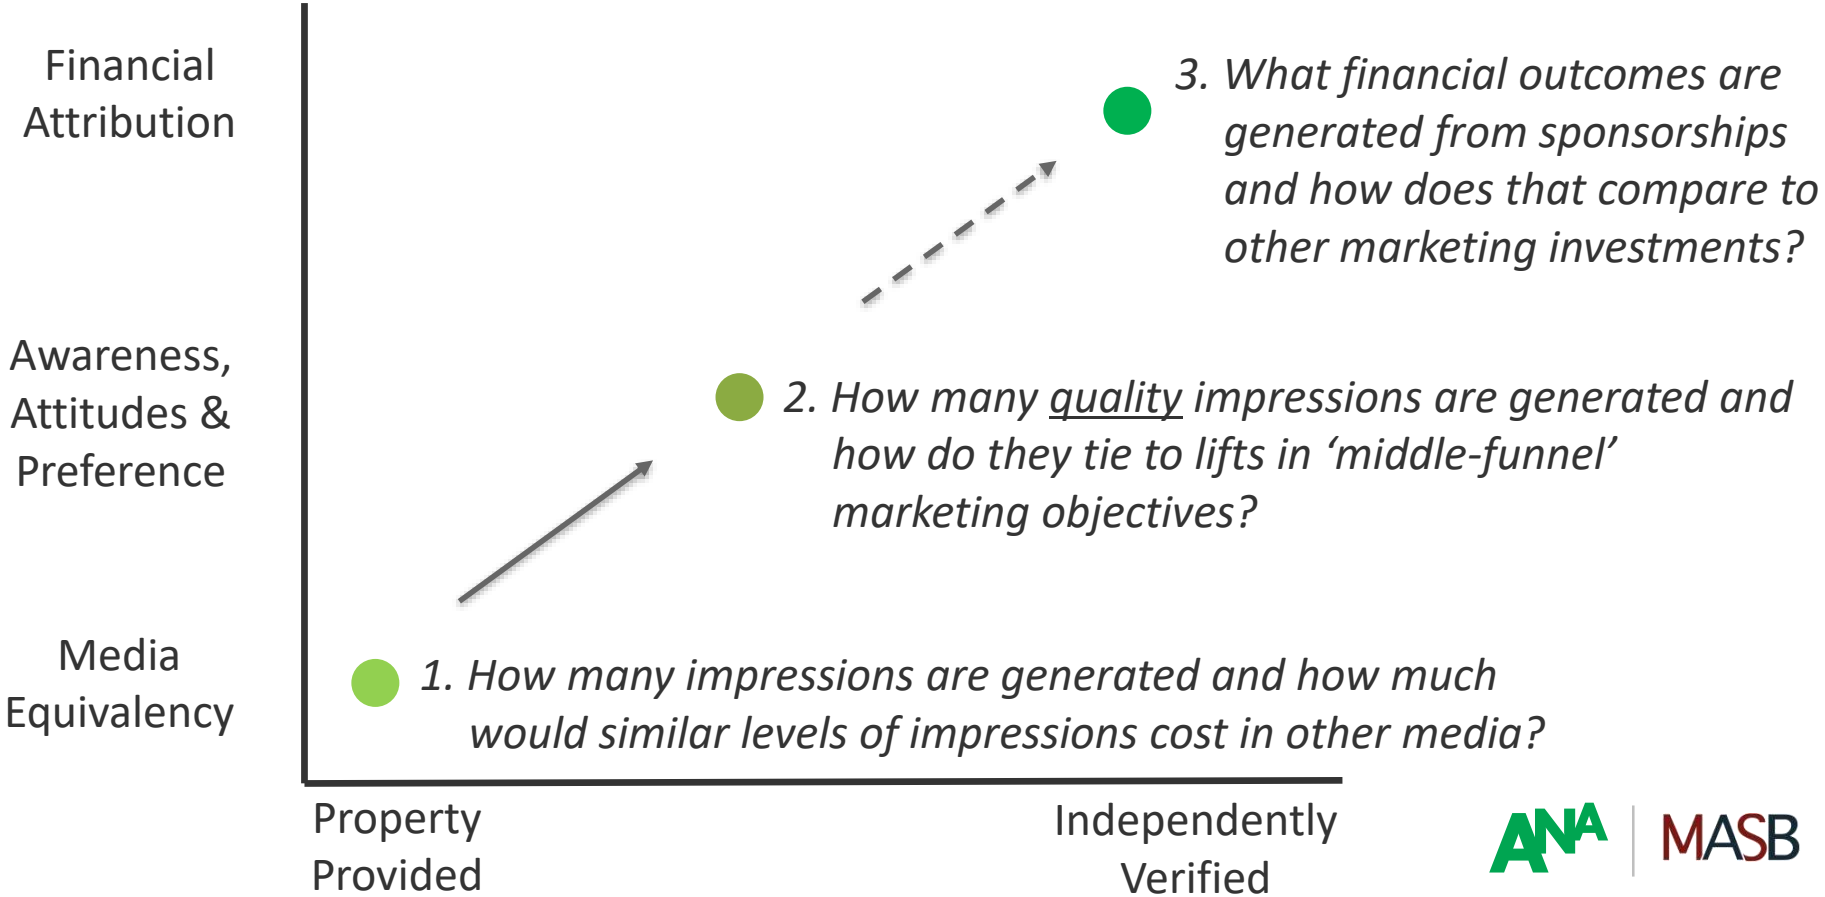 Financial
Attribution
3. What financial outcomes are
generated from sponsorships
and how does that compare to
other marketing investments?
Awareness,
Attitudes &
Preference
2. How many quality impressions are generated and
how do they tie to lifts in ‘middle-funnel’
marketing objectives?
Media
Equivalency
1. How many impressions are generated and how much
would similar levels of impressions cost in other media?
Property
Provided
Independently
Verified
ANA
MASB